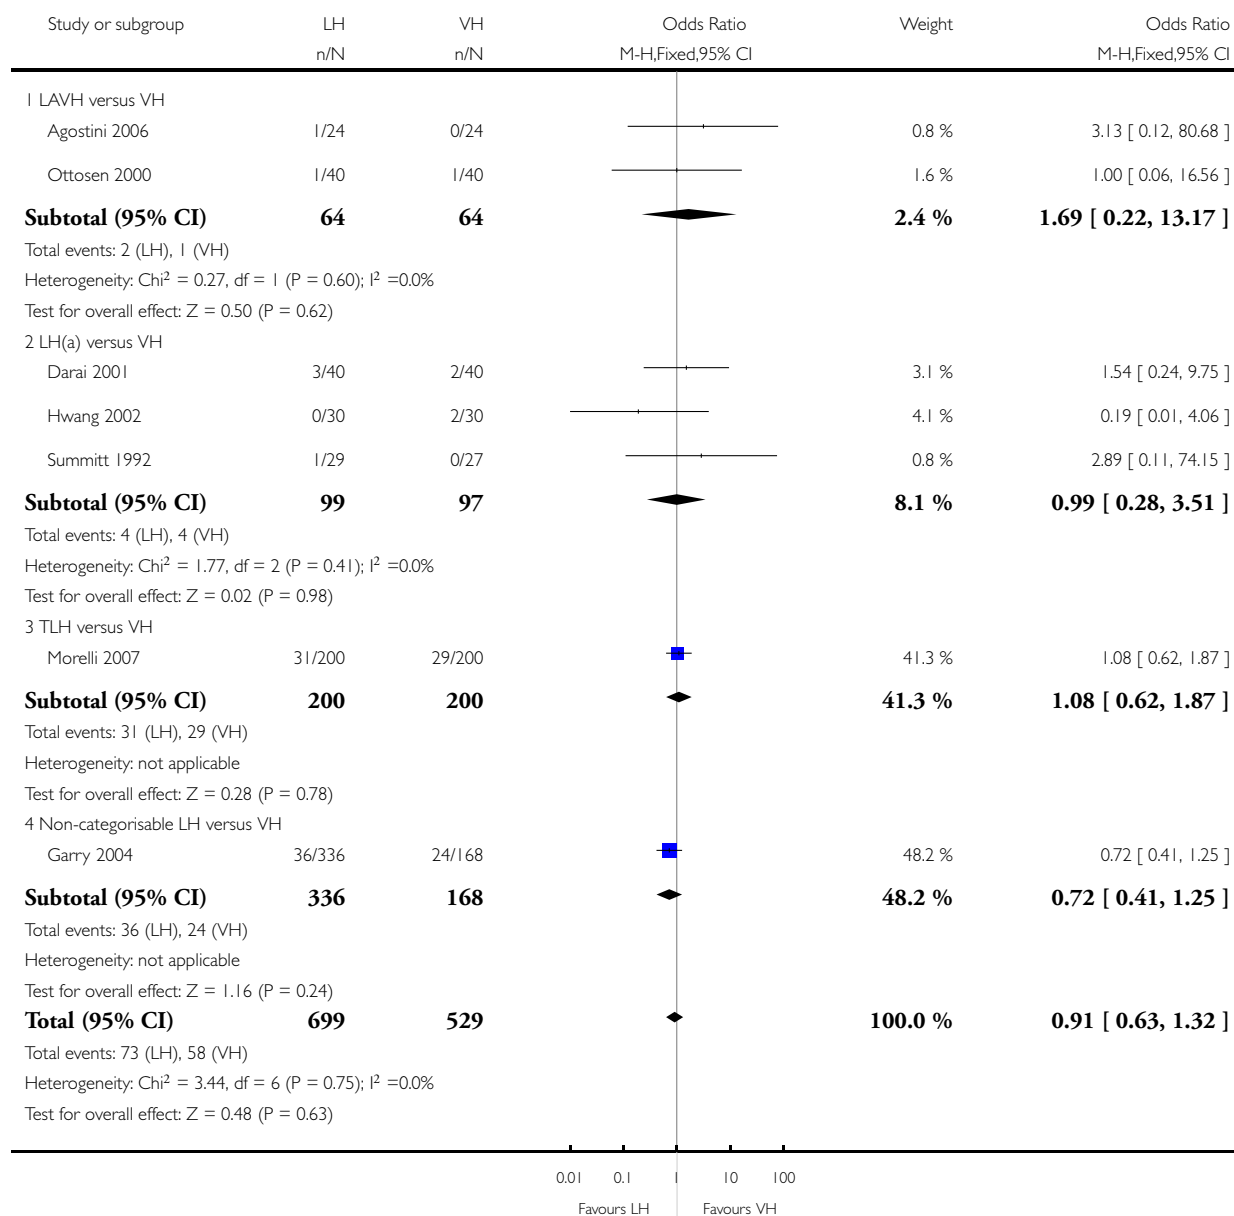 Study or subgroup LH VH Odds Ratio Weight Odds Ratio
n/N n/N M-H,Fixed,95% CI M-H,Fixed,95% CI
1 LAVH versus VH
Agostini 2006 1/24 0/24 0.8 % 3.13 [ 0.12, 80.68 ]
Ottosen 2000 1/40 1/40 1.6 % 1.00 [ 0.06, 16.56 ]
Subtotal (95% CI) 64 64 2.4 % 1.69 [ 0.22, 13.17 ]
Total events: 2 (LH), 1 (VH)
Heterogeneity: Chi² = 0.27, df = 1 (P = 0.60); I² =0.0%
Test for overall effect: Z = 0.50 (P = 0.62)
2 LH(a) versus VH
Darai 2001 3/40 2/40 3.1 % 1.54 [ 0.24, 9.75 ]
Hwang 2002 0/30 2/30 4.1 % 0.19 [ 0.01, 4.06 ]
Summitt 1992 1/29 0/27 0.8 % 2.89 [ 0.11, 74.15 ]
Subtotal (95% CI) 99 97 8.1 % 0.99 [ 0.28, 3.51 ]
Total events: 4 (LH), 4 (VH)
Heterogeneity: Chi² = 1.77, df = 2 (P = 0.41); I² =0.0%
Test for overall effect: Z = 0.02 (P = 0.98)
3 TLH versus VH
Morelli 2007 31/200 29/200 41.3 % 1.08 [ 0.62, 1.87 ]
Subtotal (95% CI) 200 200 41.3 % 1.08 [ 0.62, 1.87 ]
Total events: 31 (LH), 29 (VH)
Heterogeneity: not applicable
Test for overall effect: Z = 0.28 (P = 0.78)
4 Non-categorisable LH versus VH
Garry 2004 36/336 24/168 48.2 % 0.72 [ 0.41, 1.25 ]
Subtotal (95% CI) 336 168 48.2 % 0.72 [ 0.41, 1.25 ]
Total events: 36 (LH), 24 (VH)
Heterogeneity: not applicable
Test for overall effect: Z = 1.16 (P = 0.24)
Total (95% CI) 699 529 100.0 % 0.91 [ 0.63, 1.32 ]
Total events: 73 (LH), 58 (VH)
Heterogeneity: Chi² = 3.44, df = 6 (P = 0.75); I² =0.0%
Test for overall effect: Z = 0.48 (P = 0.63)
0.01 0.1 1 10 100
Favours LH Favours VH